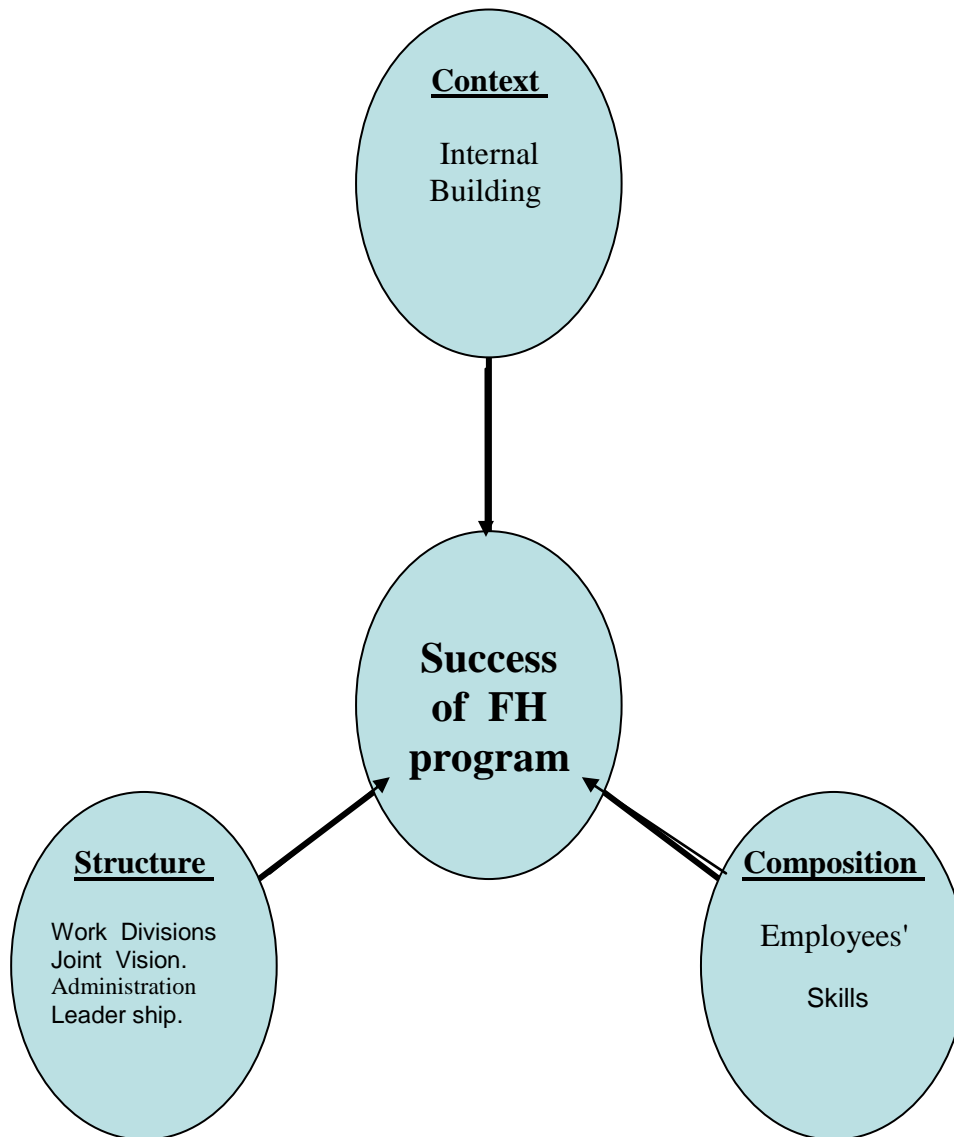 Context
Internal
Building
Success
of FH
program
Structure
Work Divisions
Joint Vision.
Administration
Leader ship.
Composition
Employees'
Skills